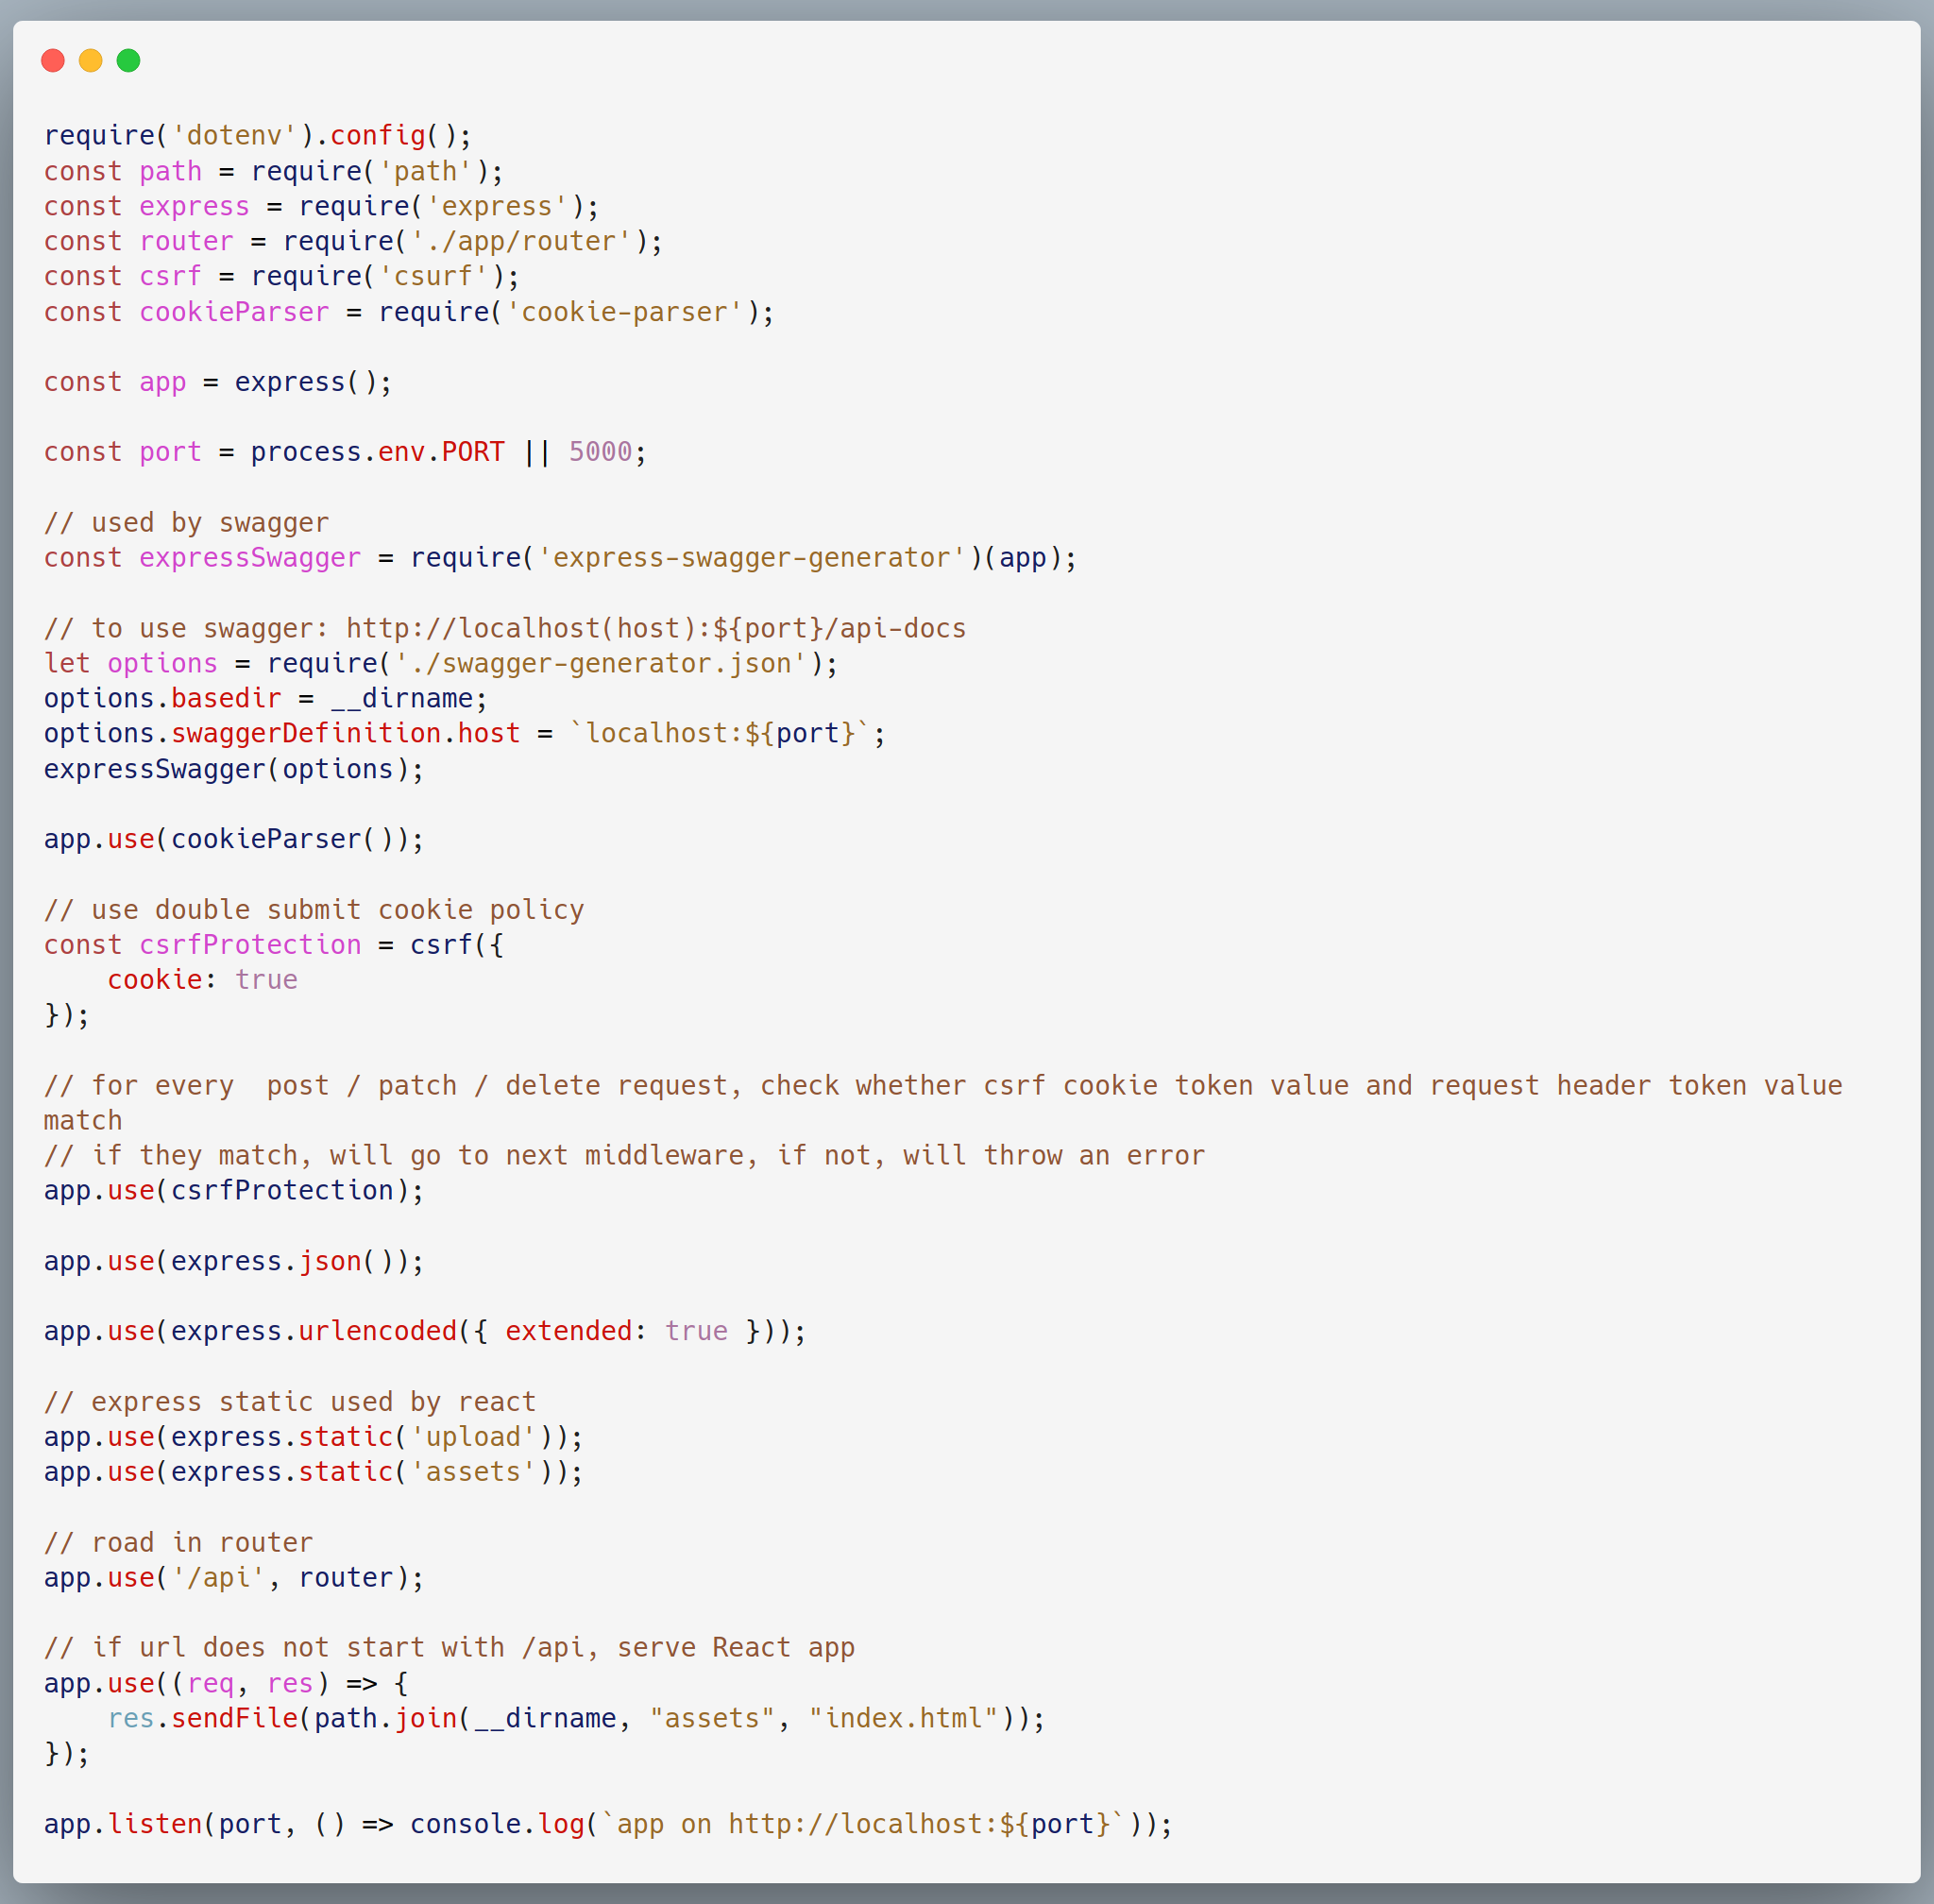 require('dotenv').config();
const path = require('path');
const express = require('express');
const router = require('./app/router');
const csrf = require('csurf');
const cookieParser = require('cookie-parser');

const app = express();

const port = process.env.PORT || 5000;

// used by swagger
const expressSwagger = require('express-swagger-generator')(app);

// to use swagger: http://localhost(host):${port}/api-docs
let options = require('./swagger-generator.json');
options.basedir = __dirname;
options.swaggerDefinition.host = `localhost:${port}`;
expressSwagger(options);

app.use(cookieParser());

// use double submit cookie policy
const csrfProtection = csrf({
    cookie: true
});

// for every  post / patch / delete request, check whether csrf cookie token value and request header token value
match
// if they match, will go to next middleware, if not, will throw an error
app.use(csrfProtection);

app.use(express.json());

app.use(express.urlencoded({ extended: true }));

// express static used by react
app.use(express.static('upload'));
app.use(express.static('assets'));

// road in router
app.use('/api', router);

// if url does not start with /api, serve React app
app.use((req, res) => {
    res.sendFile(path.join(__dirname, "assets", "index.html"));
});

app.listen(port, () => console.log(`app on http://localhost:${port}`));